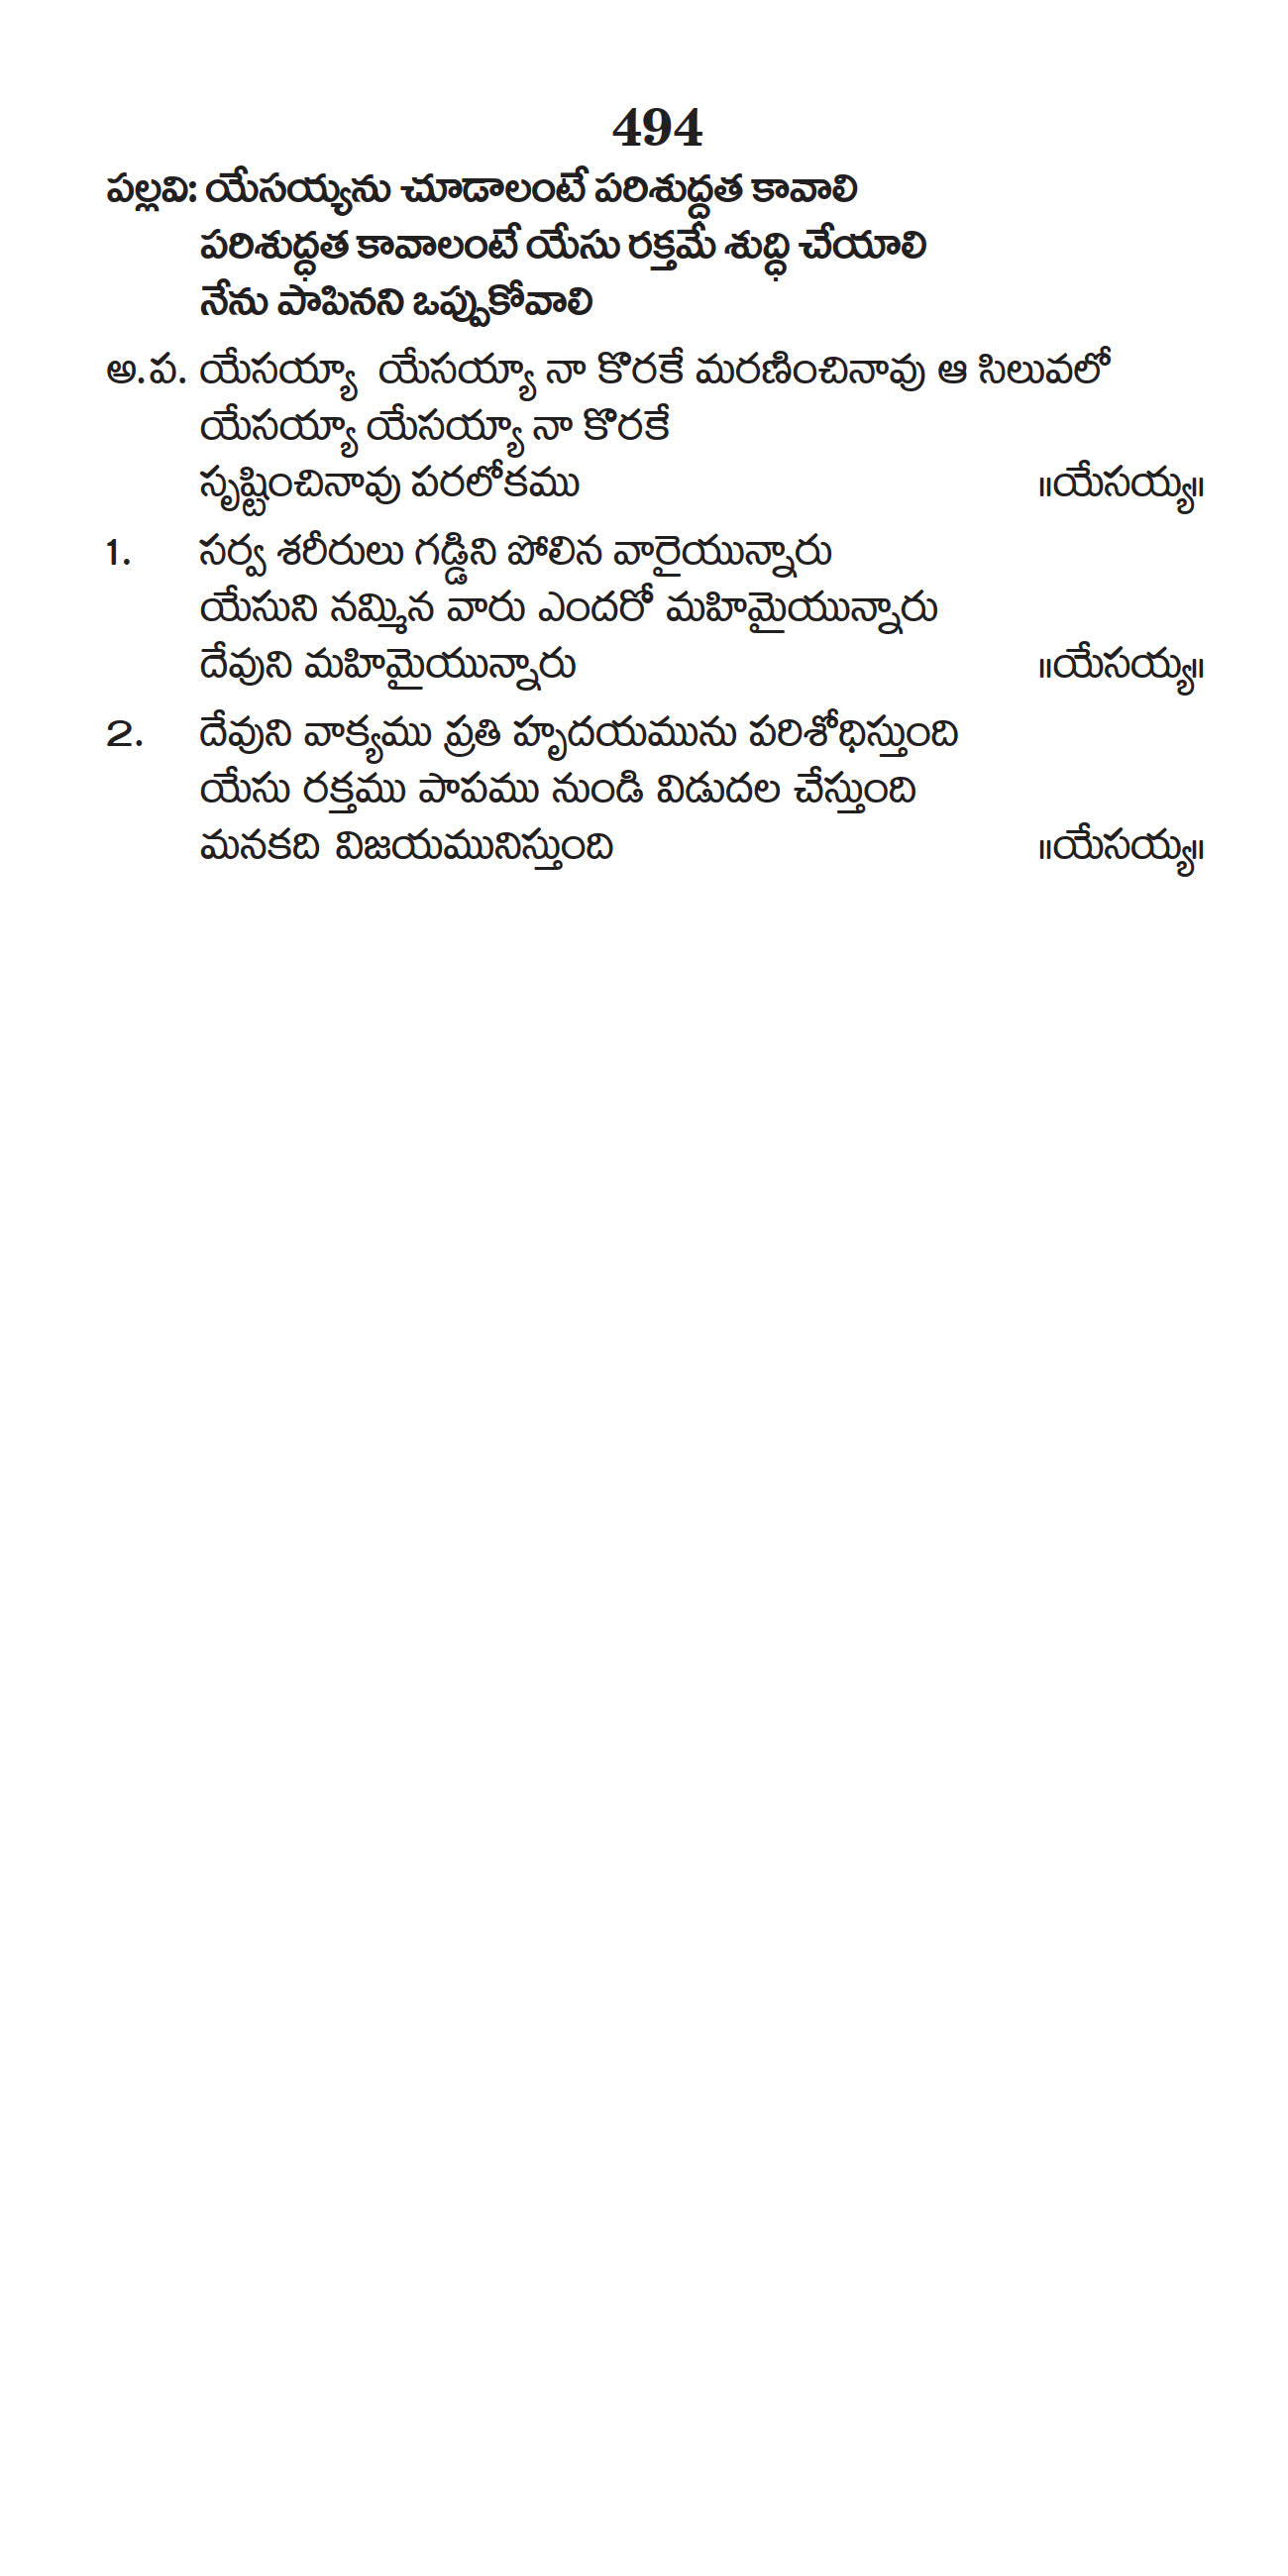 494
పల్లవి: యేసయ్యను చూడాలంటే పరిశుద్ధత కావాలి
పరిశుద్ధత కావాలంటే యేసు రక్తమే శుద్ధి చేయాలి
నేను పాపినని ఒప్పుకోవాలి
అ.ప. యేసయ్యా యేసయ్యా నా కొరకే మరణించినావు ఆ సిలువలో
యేసయ్యా యేసయ్యా నా కొరకే
సృష్టించినావు పరలోకము ॥యేసయ్య॥
1. సర్వ శరీరులు గడ్డిని పోలిన వారైయున్నారు
యేసుని నమ్మిన వారు ఎందరో మహిమైయున్నారు
దేవుని మహిమైయున్నారు ॥యేసయ్య॥
2. దేవుని వాక్యము ప్రతి హృదయమును పరిశోధిస్తుంది
యేసు రక్తము పాపము నుండి విడుదల చేస్తుంది
మనకది విజయమునిస్తుంది ॥యేసయ్య॥